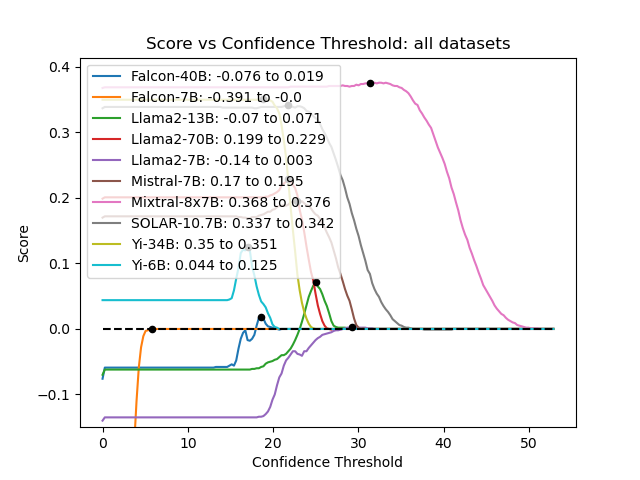 Score vs Confidence Threshold: all datasets
0.4
0.3
0.2
0.1
0.0
−0.1
Score
Falcon-40B: -0.076 to 0.019
Falcon-7B: -0.391 to -0.0
Llama2-13B: -0.07 to 0.071
Llama2-70B: 0.199 to 0.229
Llama2-7B: -0.14 to 0.003
Mistral-7B: 0.17 to 0.195
Mixtral-8x7B: 0.368 to 0.376
SOLAR-10.7B: 0.337 to 0.342
Yi-34B: 0.35 to 0.351
Yi-6B: 0.044 to 0.125
0 10 20 30 40 50
Confidence Threshold